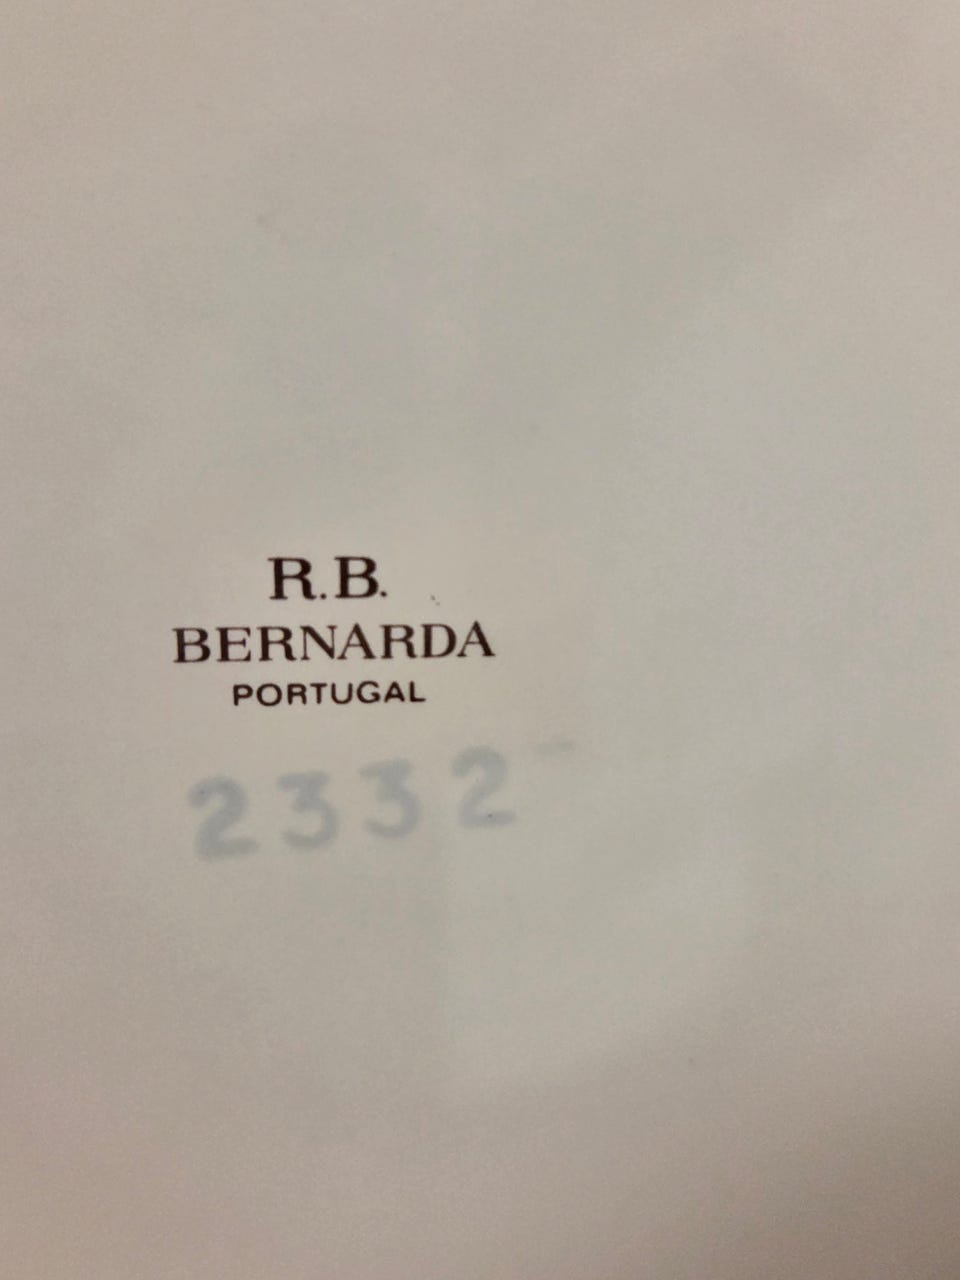 R.B.
BERNARDA
PORTUGAL
2332